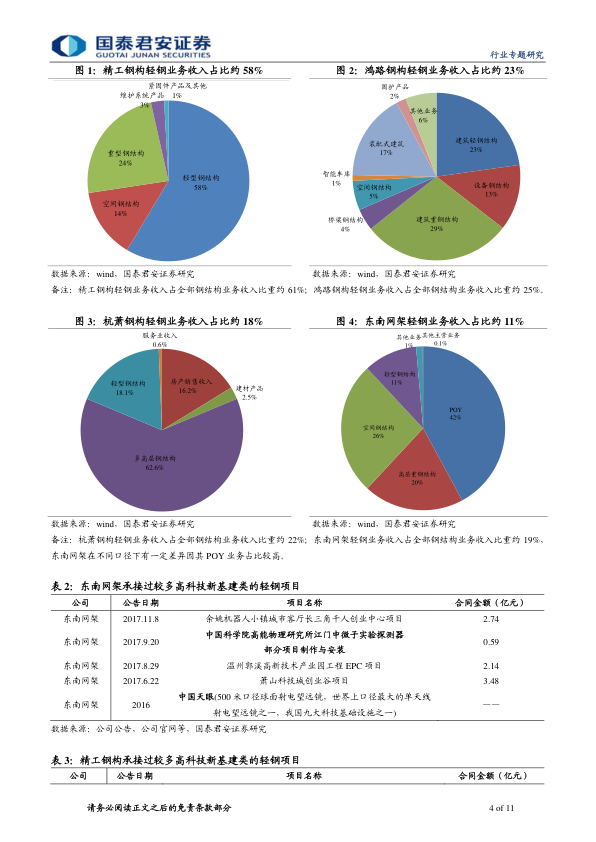 国泰君安证券
GUOTAI JUNAN SECURITIES
行业专题研究
图 1：精工钢构轻钢业务收入占比约 58%
紧固件产品及其他
1%
维护系统产品
3%
重型钢结构
24%
轻型钢结构
58%
空间钢结构
14%
数据来源：wind，国泰君安证券研究
图 2：鸿路钢构轻钢业务收入占比约 23%
围护产品
2%
其他业务
6%
建筑轻钢结构
23%
装配式建筑
17%
智能车库
1%
设备钢结构
13%
空间钢结构
5%
桥梁钢结构
4%
建筑重钢结构
29%
数据来源：wind、国泰君安证券研究
备注：精工钢构轻钢业务收入占全部钢结构业务收入比重约 61%；鸿路钢构轻钢业务收入占全部钢结构业务收入比重约 25%。
图 3：杭萧钢构轻钢业务收入占比约 18%
服务业收入
0.6%
轻型钢结构
18.1%
房产销售收入
16.2%
建材产品
2.5%
多高层钢结构
62.6%
数据来源：wind、国泰君安证券研究
图 4：东南网架轻钢业务收入占比约 11%
其他业务
1%
其他主营业务
0.1%
轻型钢结构
11%
POY
42%
空间钢结构
26%
高层重钢结构
20%
数据来源：wind、国泰君安证券研究
备注：杭萧钢构轻钢业务收入占全部钢结构业务收入比重约 22%；东南网架轻钢业务收入占全部钢结构业务收入比重约 19%、
东南网架在不同口径下有一定差异因其 POY 业务占比较高。
表 2：东南网架承接过较多高科技新基建类的轻钢项目
公司 公告日期 项目名称 合同金额（亿元）
东南网架 2017.11.8 余姚机器人小镇城市客厅长三角千人创业中心项目 2.74
东南网架 2017.9.20 中国科学院高能物理研究所江门中微子实验探测器 0.59
部分项目制作与安装
东南网架 2017.8.29 温州郭溪高新技术产业园工程 EPC 项目 2.14
东南网架 2017.6.22 萧山科技城创业谷项目 3.48
东南网架 2016 中国天眼(500 米口径球面射电望远镜，世界上口径最大的单天线 ——
射电望远镜之一，我国九大科技基础设施之一)
数据来源：公司公告，公司官网等，国泰君安证券研究
表 3：精工钢构承接过较多高科技新基建类的轻钢项目
公司 公告日期 项目名称 合同金额（亿元）
请务必阅读正文之后的免责条款部分
4 of 11